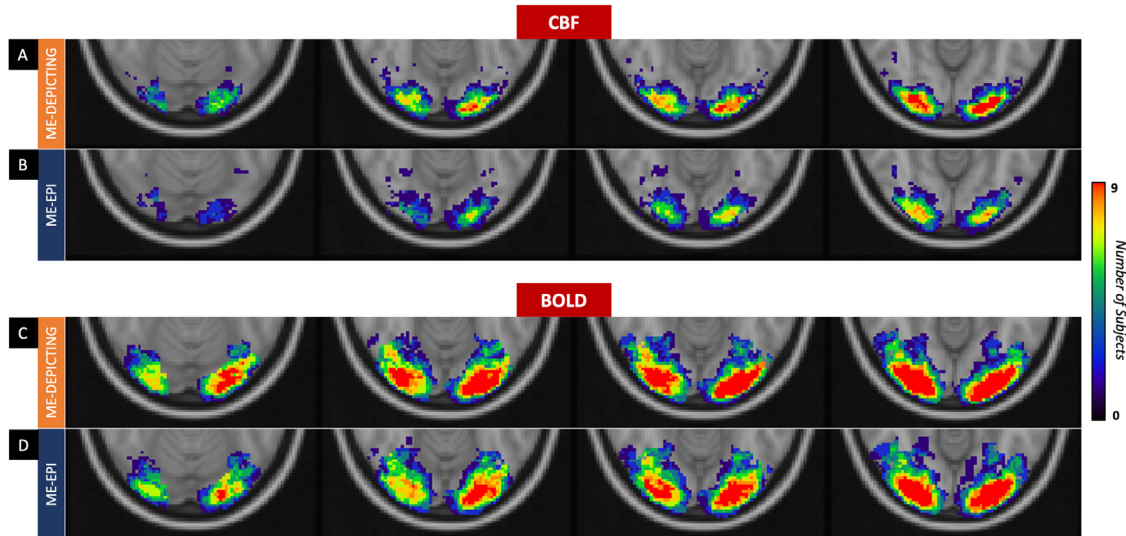 CBF
A
ME-DEPICTING
B
ME-EPI
9
Number of Subjects
0
BOLD
C
ME-DEPICTING
D
ME-EPI